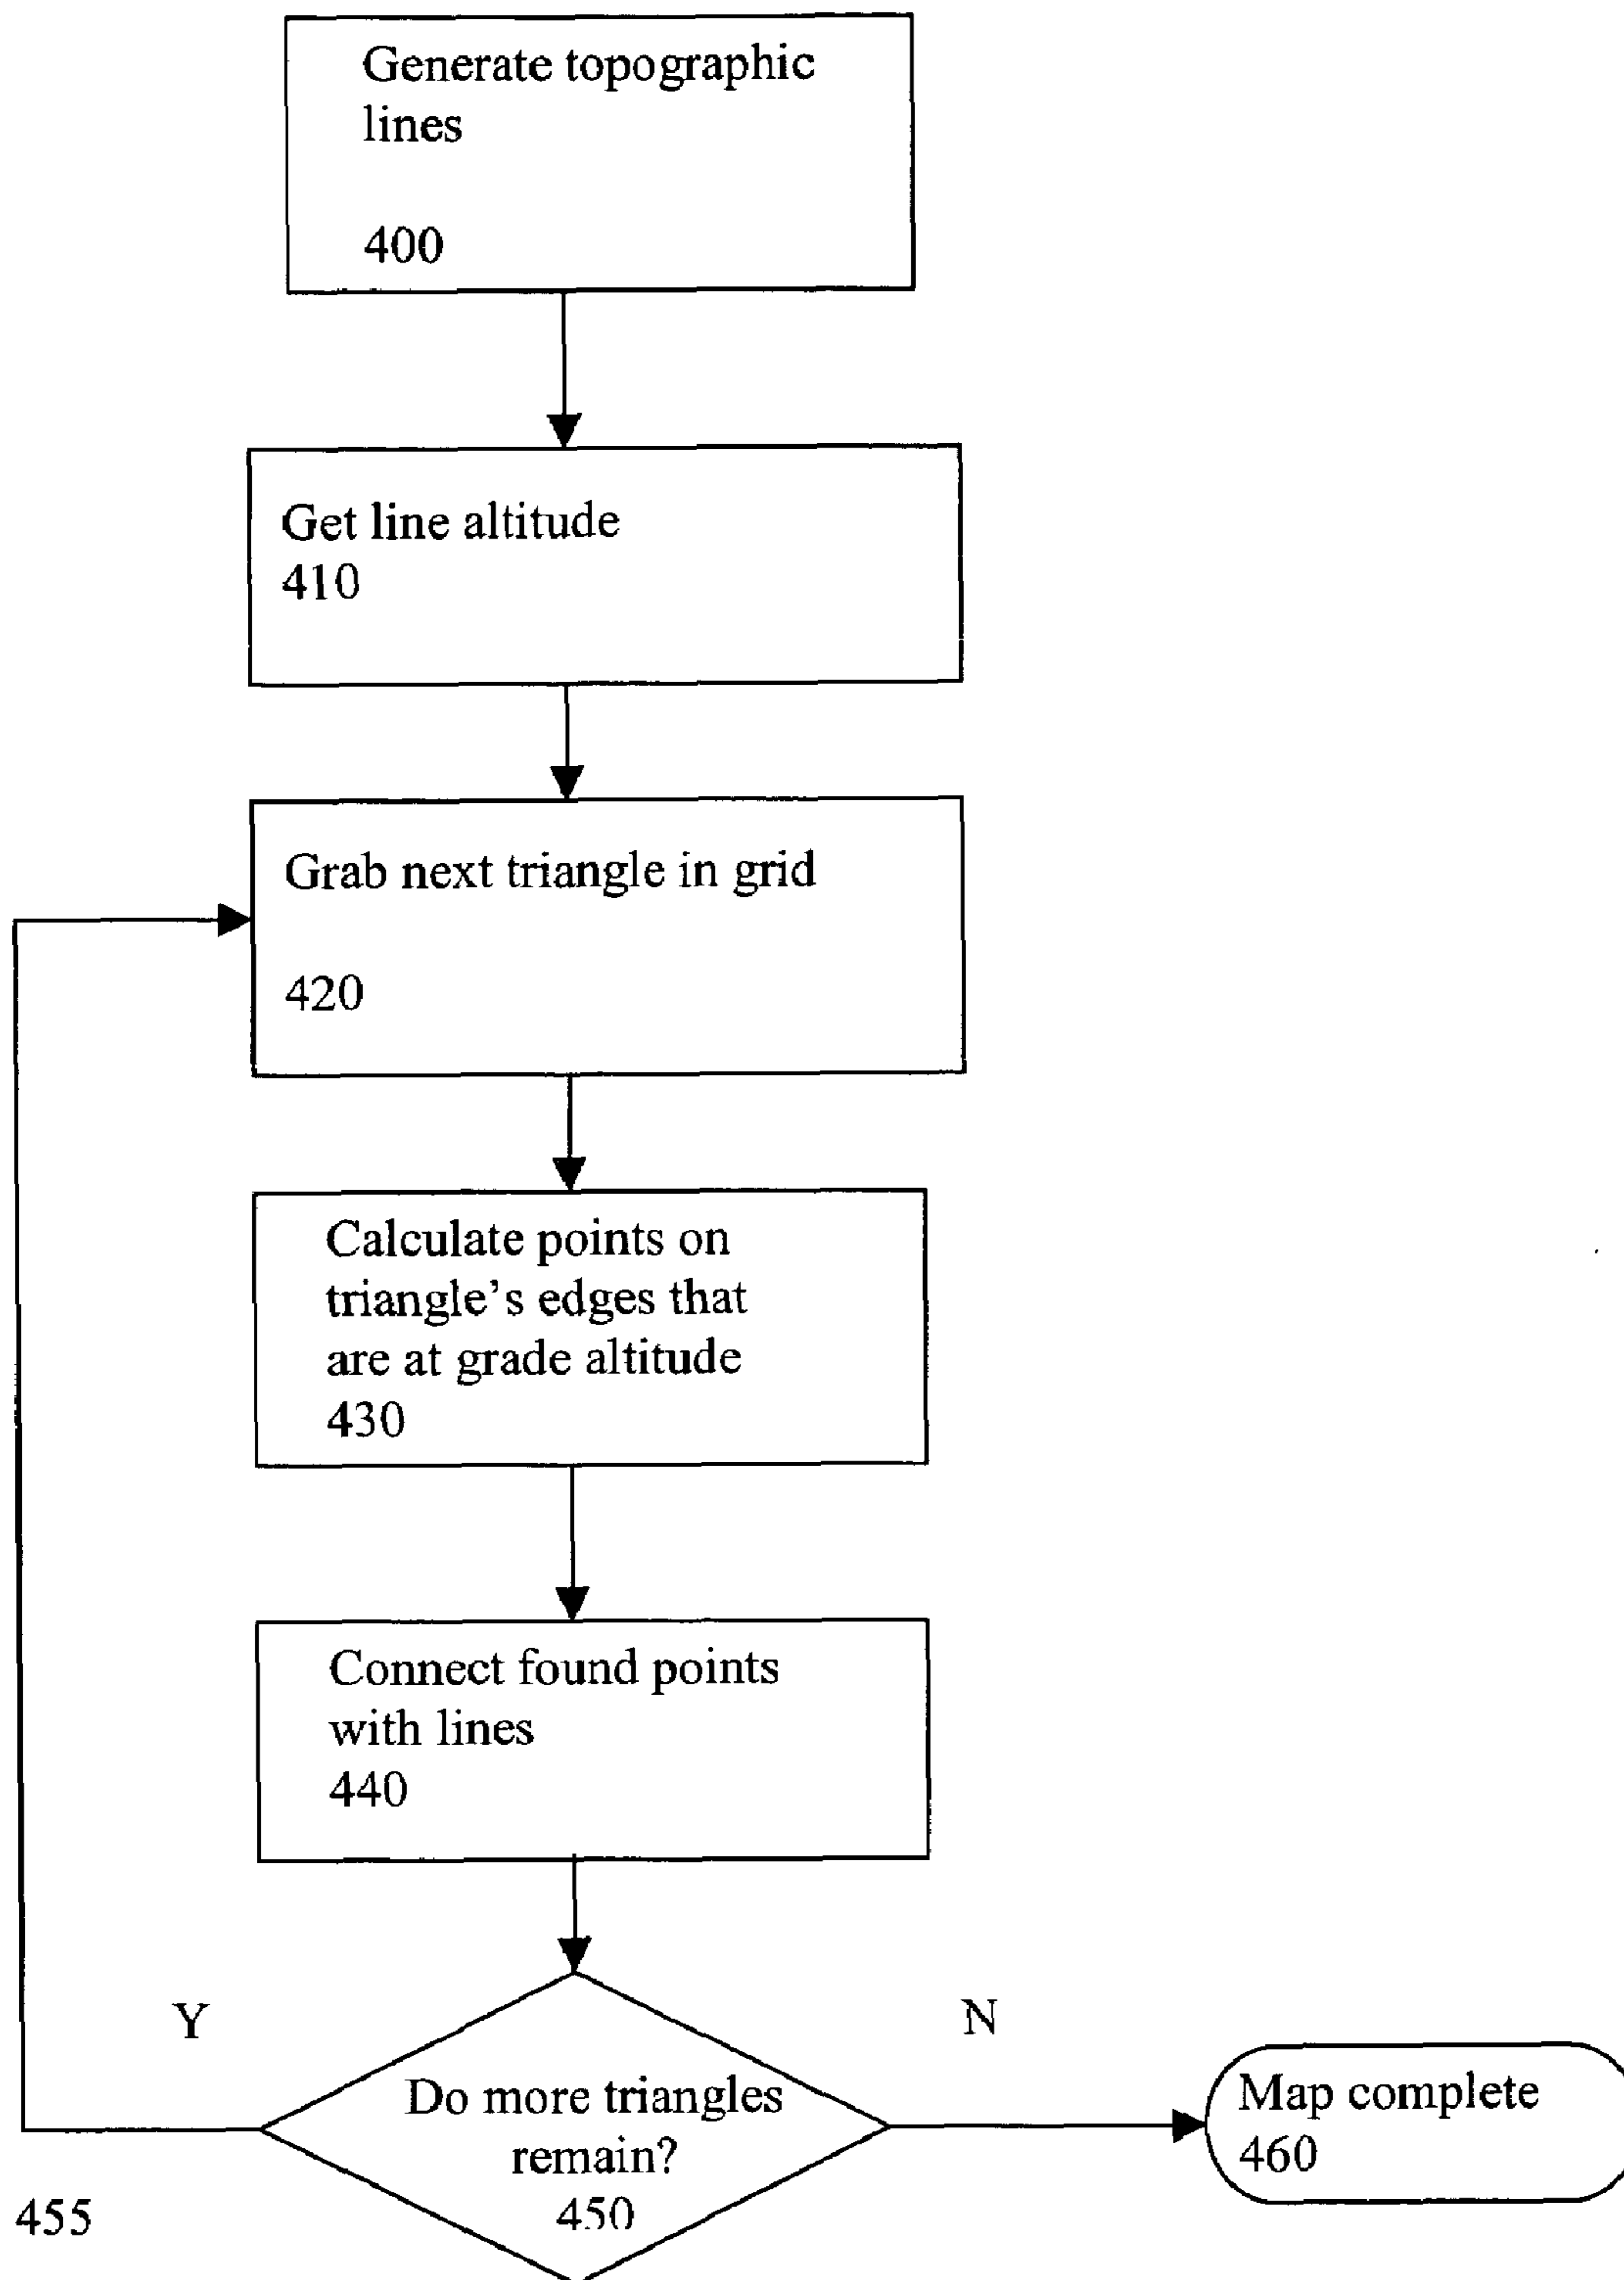 Generate topographic
lines
400
Get line altitude
410
Grab next triangle in grid
420
Calculate points on
triangle’s edges that
are at grade altitude
430
Connect found points
with lines
440
Y
N
Do more triangles
remain?
450
Map complete
460
455